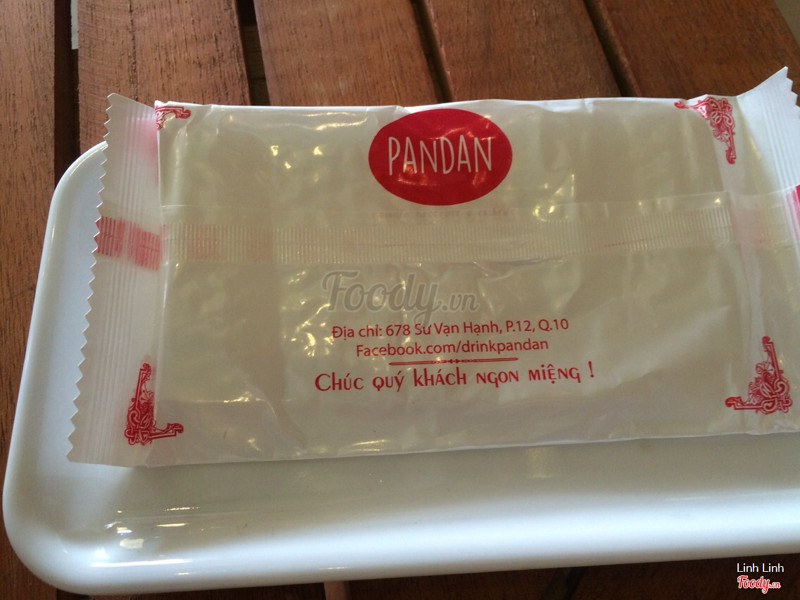 PANDAN
Foody.vn
Địa chỉ: 678 Sư Vạn Hạnh, P.12, Q.10
Facebook.com/drinkpandan
Chúc quý khách ngon miệng !
Linh Linh
Foody.vn